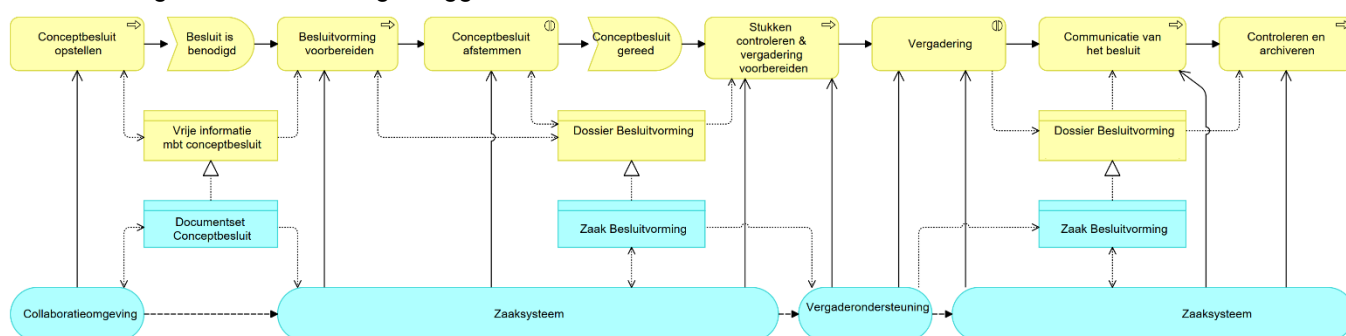 Conceptbesluit
opstellen
Besluit is
benodigd
Besluitvorming
voorbereiden
Conceptbesluit
afstemmen
Conceptbesluit
gereed
Stukken
controleren &
vergadering
voorbereiden
Vergadering
Communicatie van
het besluit
Controleren en
archiveren
Vrije informatie
mbt conceptbesluit
Dossier Besluitvorming
Dossier Besluitvorming
Documentset
Conceptbesluit
Zaak Besluitvorming
Zaak Besluitvorming
Collaboratieomgeving
Zaaksysteem
Vergaderondersteuning
Zaaksysteem